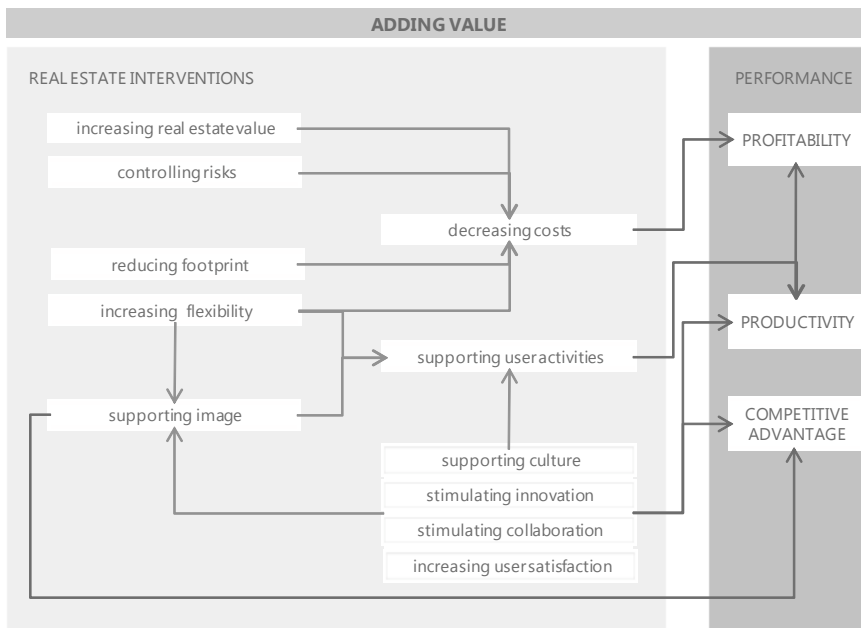 ADDING VALUE
REAL ESTATE INTERVENTIONS
PERFORMANCE
increasing real estate value
PROFITABILITY
controlling risks
decreasing costs
reducing footprint
increasing flexibility
PRODUCTIVITY
supporting user activities
supporting image
COMPETITIVE
ADVANTAGE
supporting culture
stimulating innovation
stimulating collaboration
increasing user satisfaction